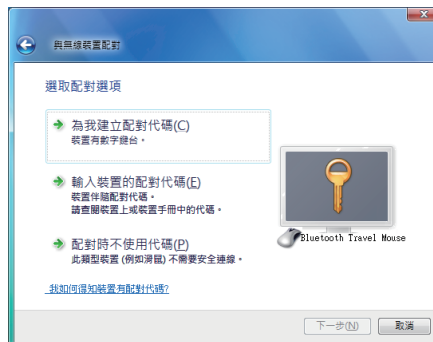 與無線裝置配對
選取配對選項
為我建立配對代碼(C)
裝置有數字鍵台。
輸入裝置的配對代碼(E)
裝置伴隨配對代碼。
請查閱裝置上或裝置手冊中的代碼。
配對時不使用代碼(P)
此類型裝置 (例如滑鼠) 不需要安全連線。
Bluetooth Travel Mouse
我如何得知裝置有配對代碼?
下一步(N)
取消